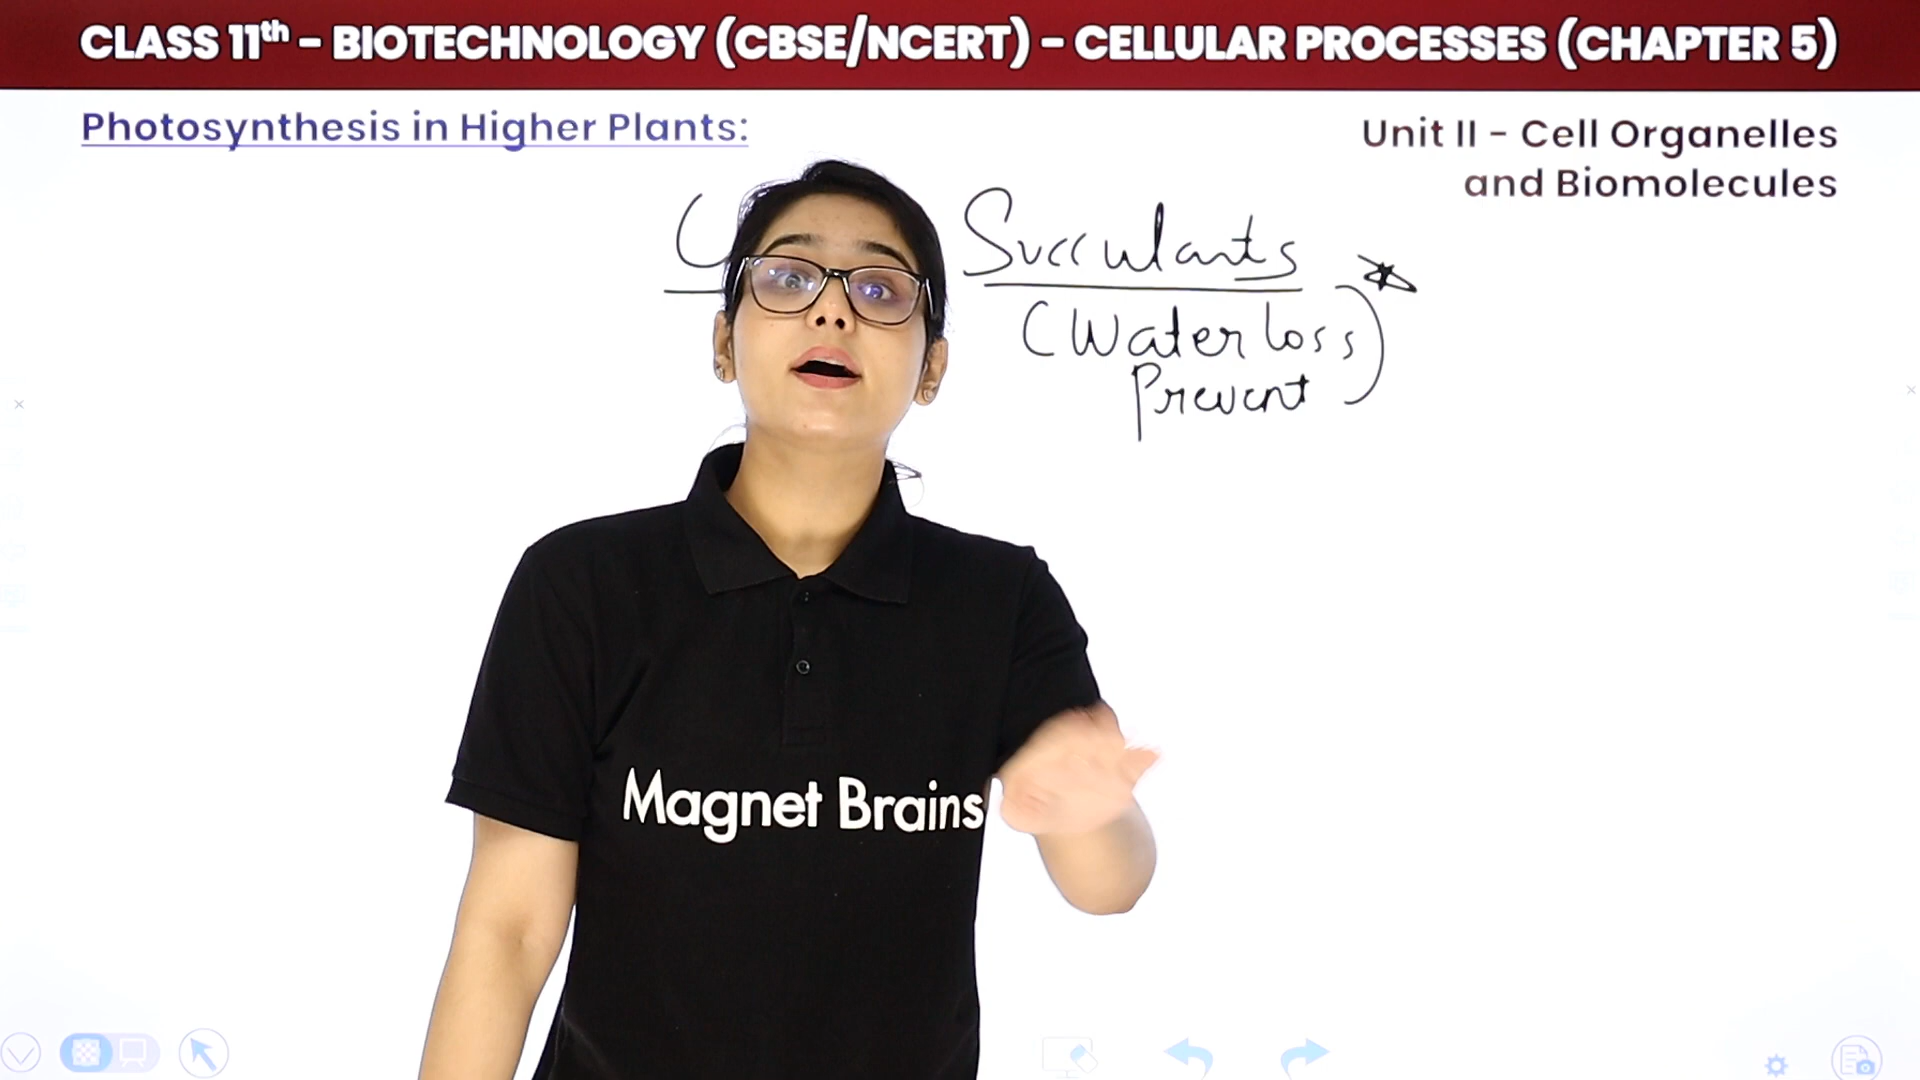 CLASS 11th - BIOTECHNOLOGY (CBSE/NCERT) - CELLULAR PROCESSES (CHAPTER 5)
Photosynthesis in Higher Plants:
Unit II - Cell Organelles
and Biomolecules
Succulants
(Water loss)
Prevent
Magnet Brains